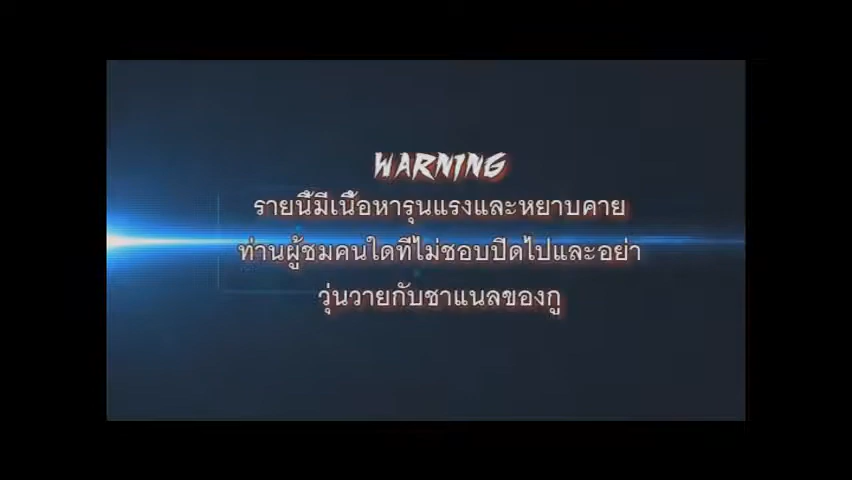 WARNING
รายนี้มีเนื้อหารุนแรงและหยาบคาย
ท่านผู้ชมคนใดที่ไม่ชอบปีดไปและอย่า
วุ่นวายกับชาแนลของกู